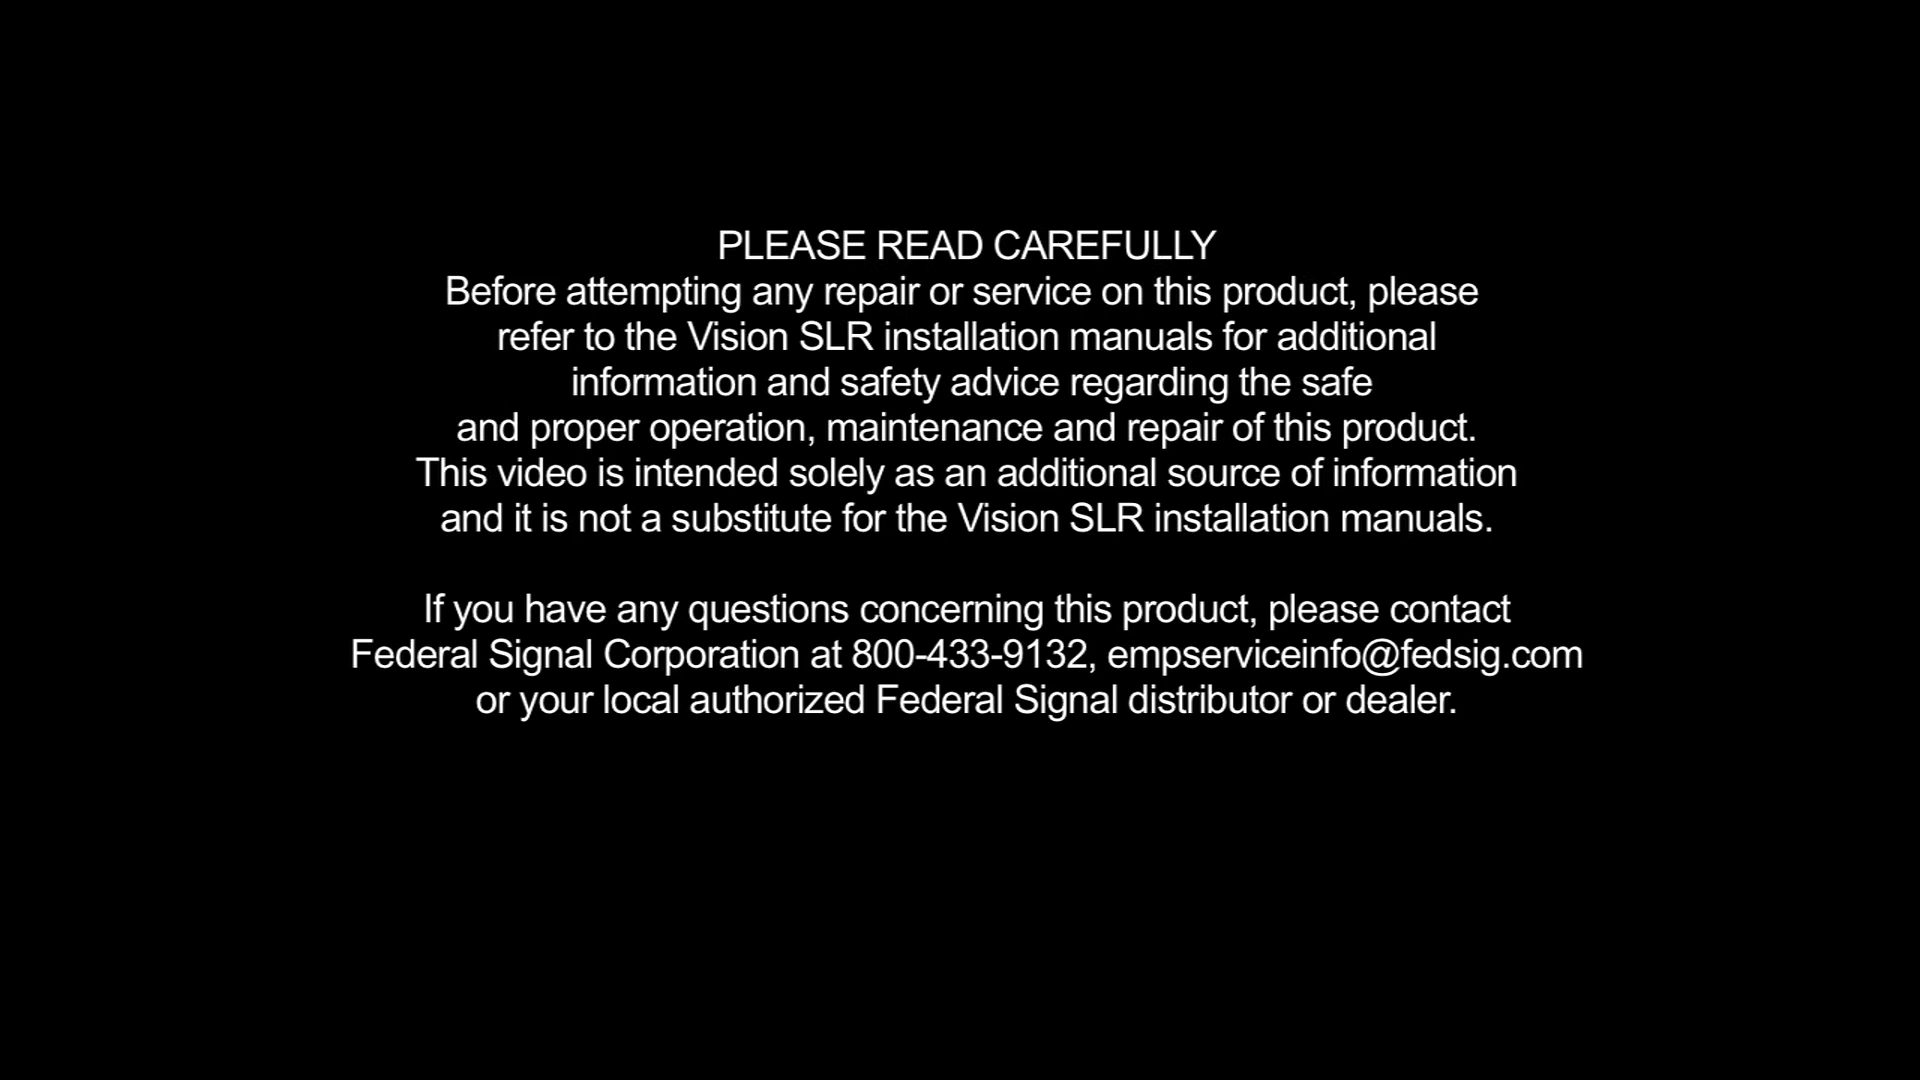 PLEASE READ CAREFULLY
Before attempting any repair or service on this product, please
refer to the Vision SLR installation manuals for additional
information and safety advice regarding the safe
and proper operation, maintenance and repair of this product.
This video is intended solely as an additional source of information
and it is not a substitute for the Vision SLR installation manuals.
If you have any questions concerning this product, please contact
Federal Signal Corporation at 800-433-9132, empserviceinfo@fedsig.com
or your local authorized Federal Signal distributor or dealer.